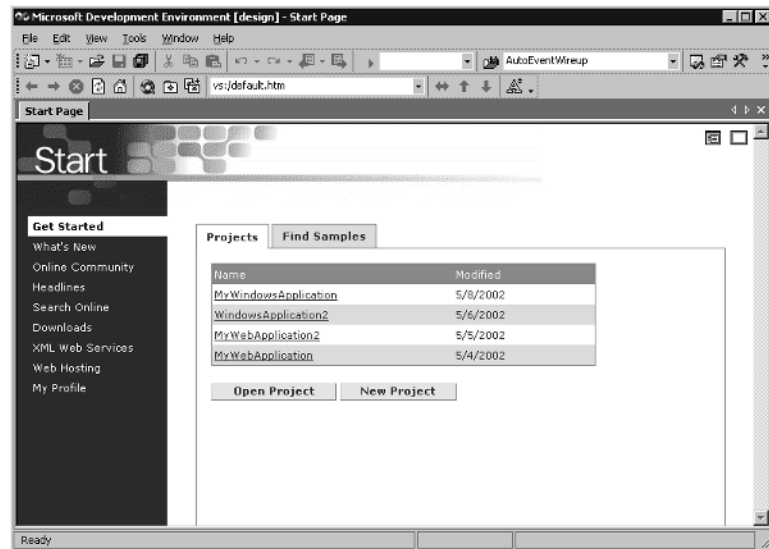 Microsoft Development Environment [design] - Start Page
File Edit View Tools Window Help
AutoEventWireup
vs:/default.htm
Start Page
Start
Get Started
What's New
Online Community
Headlines
Search Online
Downloads
XML Web Services
Web Hosting
My Profile
Projects Find Samples
Name Modified
MyWindowsApplication 5/8/2002
WindowsApplication2 5/6/2002
MyWebApplication2 5/5/2002
MyWebApplication 5/4/2002
Open Project New Project
Ready